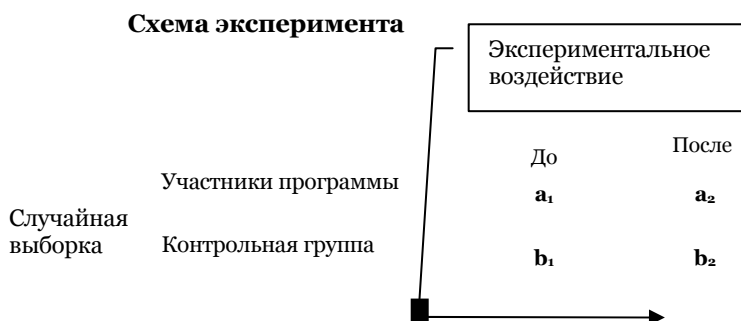 Схема эксперимента
Экспериментальное
воздействие
До
После
Участники программы
a₁
a₂
Случайная
выборка
Контрольная группа
b₁
b₂